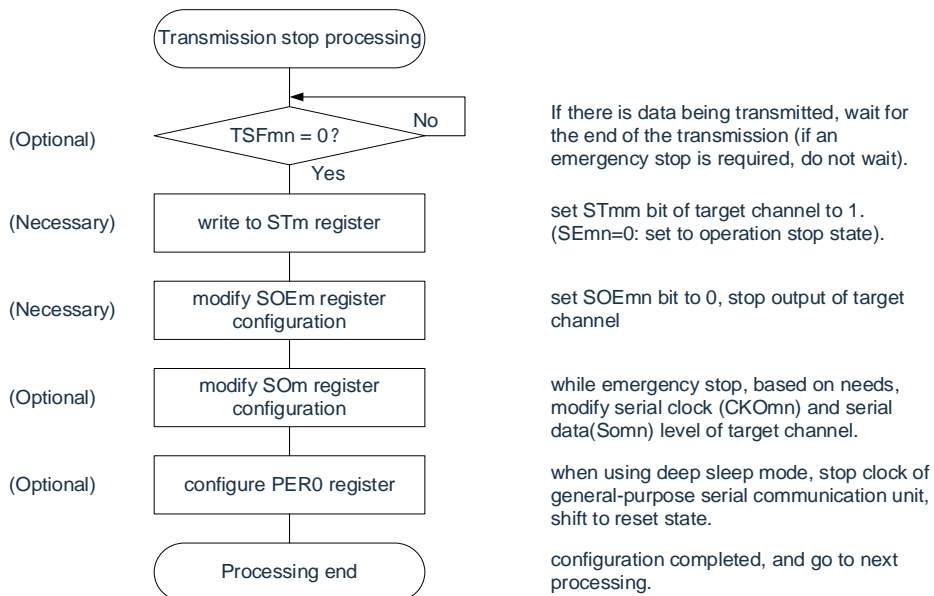 Transmission stop processing
(Optional)
TSFmn = 0?
No
Yes
If there is data being transmitted, wait for
the end of the transmission (if an
emergency stop is required, do not wait).
(Necessary)
write to STm register
set STmm bit of target channel to 1.
(SEmn=0: set to operation stop state).
(Necessary)
modify SOEm register
configuration
set SOEmn bit to 0, stop output of target
channel
(Optional)
modify SOm register
configuration
while emergency stop, based on needs,
modify serial clock (CKOmn) and serial
data(Somn) level of target channel.
(Optional)
configure PER0 register
when using deep sleep mode, stop clock of
general-purpose serial communication unit,
shift to reset state.
Processing end
configuration completed, and go to next
processing.